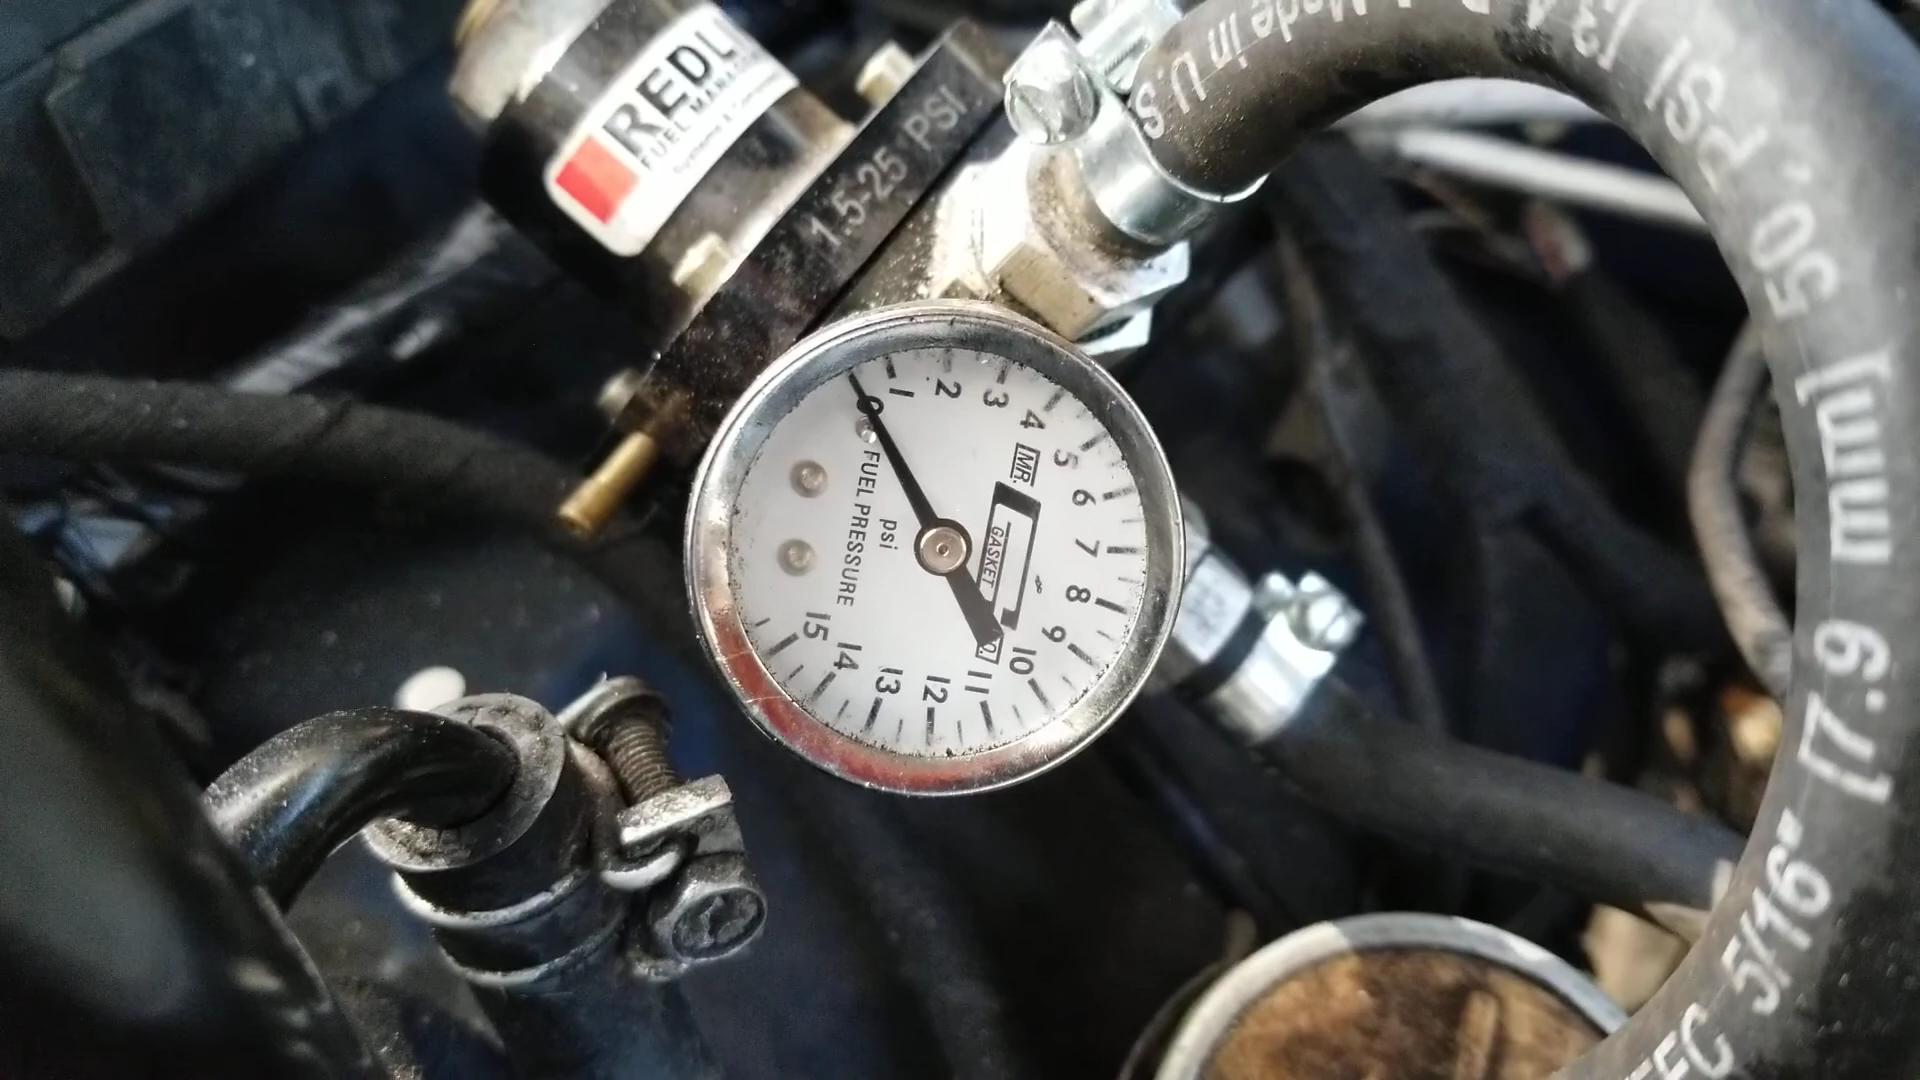 REDL
FUEL MANA
1.5-25 PSI
Made in U.S
PSI
50
5/16" [7.9 mm]
0
1
2
3
4
5
6
7
8
9
10
11
12
13
14
15
FUEL PRESSURE
psi
MR.
GASKET